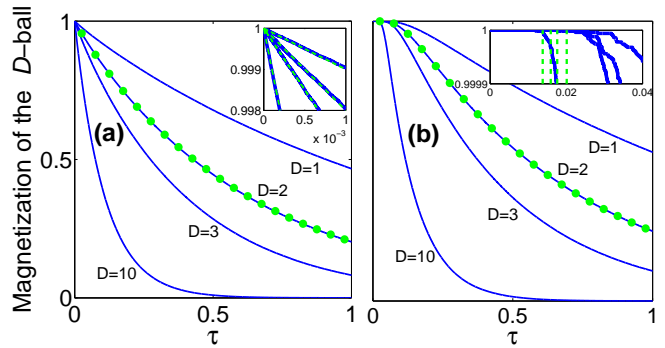 Magnetization of the D–ball
1
0.5
0
0
0.5
1
τ
(a)
D=1
D=2
D=3
D=10
1
0.999
0.998
0
1
x 10⁻³
(b)
D=1
D=2
D=3
D=10
0
0.5
1
τ
1
0.9999
0
0.02
0.04